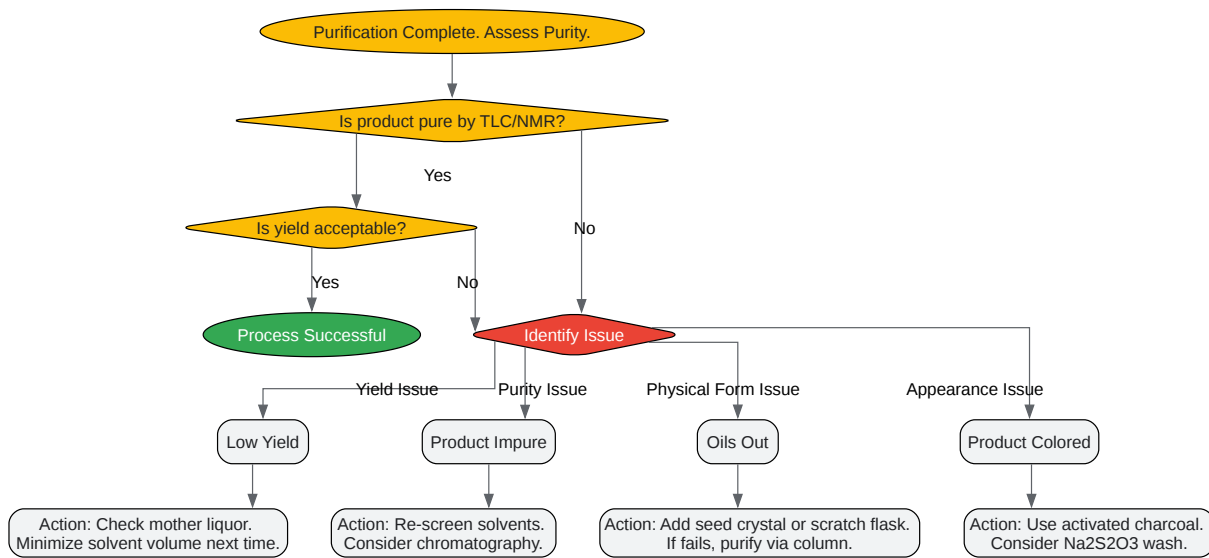 Purification Complete. Assess Purity.
Is product pure by TLC/NMR?
Yes
Is yield acceptable?
No
Yes
No
Process Successful
Identify Issue
Yield Issue
Purity Issue
Physical Form Issue
Appearance Issue
Low Yield
Product Impure
Oils Out
Product Colored
Action: Check mother liquor.
Minimize solvent volume next time.
Action: Re-screen solvents.
Consider chromatography.
Action: Add seed crystal or scratch flask.
If fails, purify via column.
Action: Use activated charcoal.
Consider Na2S2O3 wash.